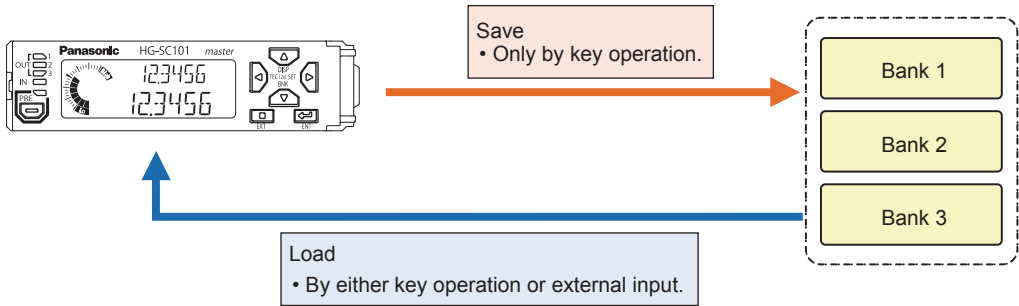 Save
• Only by key operation.
Panasonic HG-SC101 master
OUT
1
2
3
IN
PRE
12.3456
12.3456
DISP
TEC(2s) SET
BNK
EXT
ENT
Bank 1
Bank 2
Bank 3
Load
• By either key operation or external input.